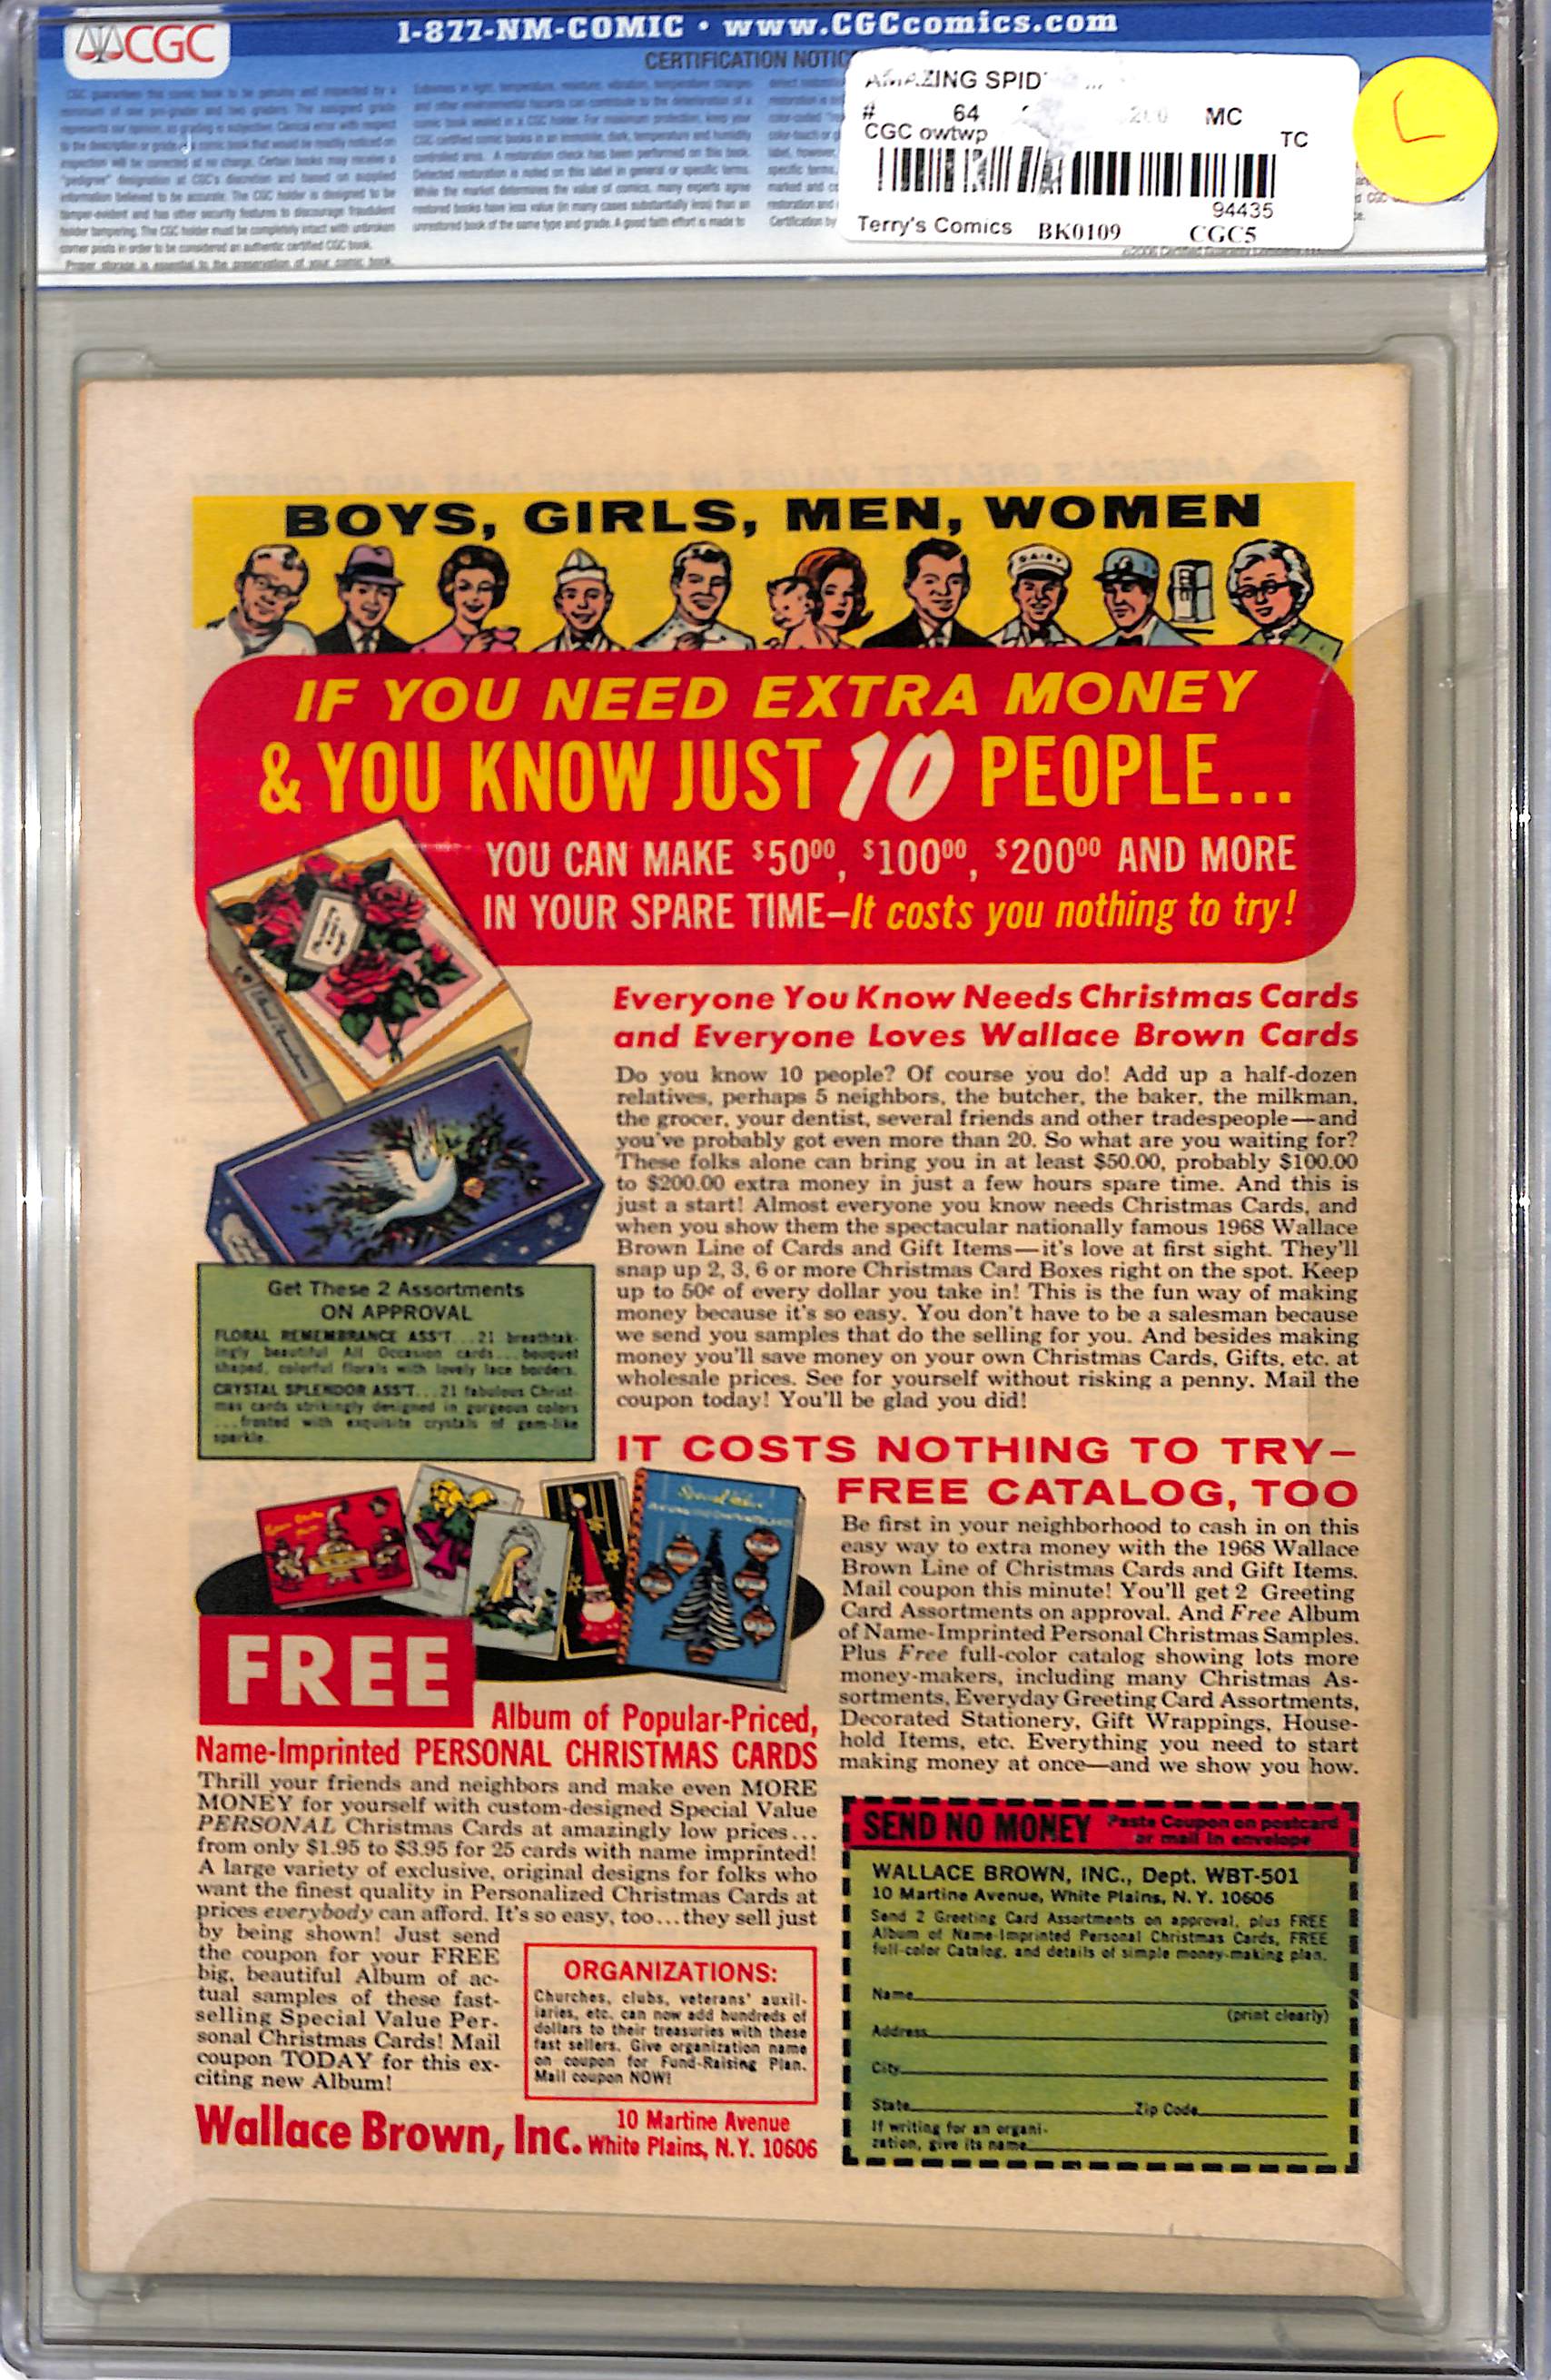 CGC
1-877-NM-COMIC • www.CGCcomics.com
CERTIFICATION NOTIC
AMAZING SPID
# 64 MC
CGC owtwp TC
94435
Terry's Comics BK0109 CGC5
L
BOYS, GIRLS, MEN, WOMEN
DAIRY
IF YOU NEED EXTRA MONEY
& YOU KNOW JUST 10 PEOPLE...
YOU CAN MAKE $5000, $10000, $20000 AND MORE
IN YOUR SPARE TIME—It costs you nothing to try!
Everyone You Know Needs Christmas Cards
and Everyone Loves Wallace Brown Cards
Do you know 10 people? Of course you do! Add up a half-dozen
relatives, perhaps 5 neighbors, the butcher, the baker, the milkman,
the grocer, your dentist, several friends and other tradespeople—and
you've probably got even more than 20. So what are you waiting for?
These folks alone can bring you in at least $50.00, probably $100.00
to $200.00 extra money in just a few hours spare time. And this is
just a start! Almost everyone you know needs Christmas Cards, and
when you show them the spectacular nationally famous 1968 Wallace
Brown Line of Cards and Gift Items—it's love at first sight. They'll
snap up 2, 3, 6 or more Christmas Card Boxes right on the spot. Keep
up to 50¢ of every dollar you take in! This is the fun way of making
money because it's so easy. You don't have to be a salesman because
we send you samples that do the selling for you. And besides making
money you'll save money on your own Christmas Cards, Gifts, etc. at
wholesale prices. See for yourself without risking a penny. Mail the
coupon today! You'll be glad you did!
Get These 2 Assortments
ON APPROVAL
FLORAL REMEMBRANCE ASS'T...21 breathtak-
ingly beautiful All Occasion cards...bouquet
shaped, colorful florals with lovely lace borders.
CRYSTAL SPLENDOR ASS'T...21 fabulous Christ-
mas cards strikingly designed in gorgeous colors
...frosted with exquisite crystals of gem-like
sparkle.
IT COSTS NOTHING TO TRY—
FREE CATALOG, TOO
Be first in your neighborhood to cash in on this
easy way to extra money with the 1968 Wallace
Brown Line of Christmas Cards and Gift Items.
Mail coupon this minute! You'll get 2 Greeting
Card Assortments on approval. And Free Album
of Name-Imprinted Personal Christmas Samples.
Plus Free full-color catalog showing lots more
money-makers, including many Christmas As-
sortments, Everyday Greeting Card Assortments,
Decorated Stationery, Gift Wrappings, House-
hold Items, etc. Everything you need to start
making money at once—and we show you how.
Special Value
FREE
Album of Popular-Priced,
Name-Imprinted PERSONAL CHRISTMAS CARDS
Thrill your friends and neighbors and make even MORE
MONEY for yourself with custom-designed Special Value
PERSONAL Christmas Cards at amazingly low prices...
from only $1.95 to $3.95 for 25 cards with name imprinted!
A large variety of exclusive, original designs for folks who
want the finest quality in Personalized Christmas Cards at
prices everybody can afford. It's so easy, too...they sell just
by being shown! Just send
the coupon for your FREE
big, beautiful Album of ac-
tual samples of these fast-
selling Special Value Per-
sonal Christmas Cards! Mail
coupon TODAY for this ex-
citing new Album!
ORGANIZATIONS:
Churches, clubs, veterans' auxil-
iaries, etc. can now add hundreds of
dollars to their treasuries with these
fast sellers. Give organization name
on coupon for Fund-Raising Plan.
Mail coupon NOW!
Wallace Brown, Inc. 10 Martine Avenue
White Plains, N.Y. 10606
SEND NO MONEY Paste Coupon on postcard
or mail in envelope
WALLACE BROWN, INC., Dept. WBT-501
10 Martine Avenue, White Plains, N. Y. 10606
Send 2 Greeting Card Assortments on approval, plus FREE
Album of Name-Imprinted Personal Christmas Cards, FREE
full-color Catalog, and details of simple money-making plan.
Name
(print clearly)
Address
City
State Zip Code
If writing for an organi-
zation, give its name